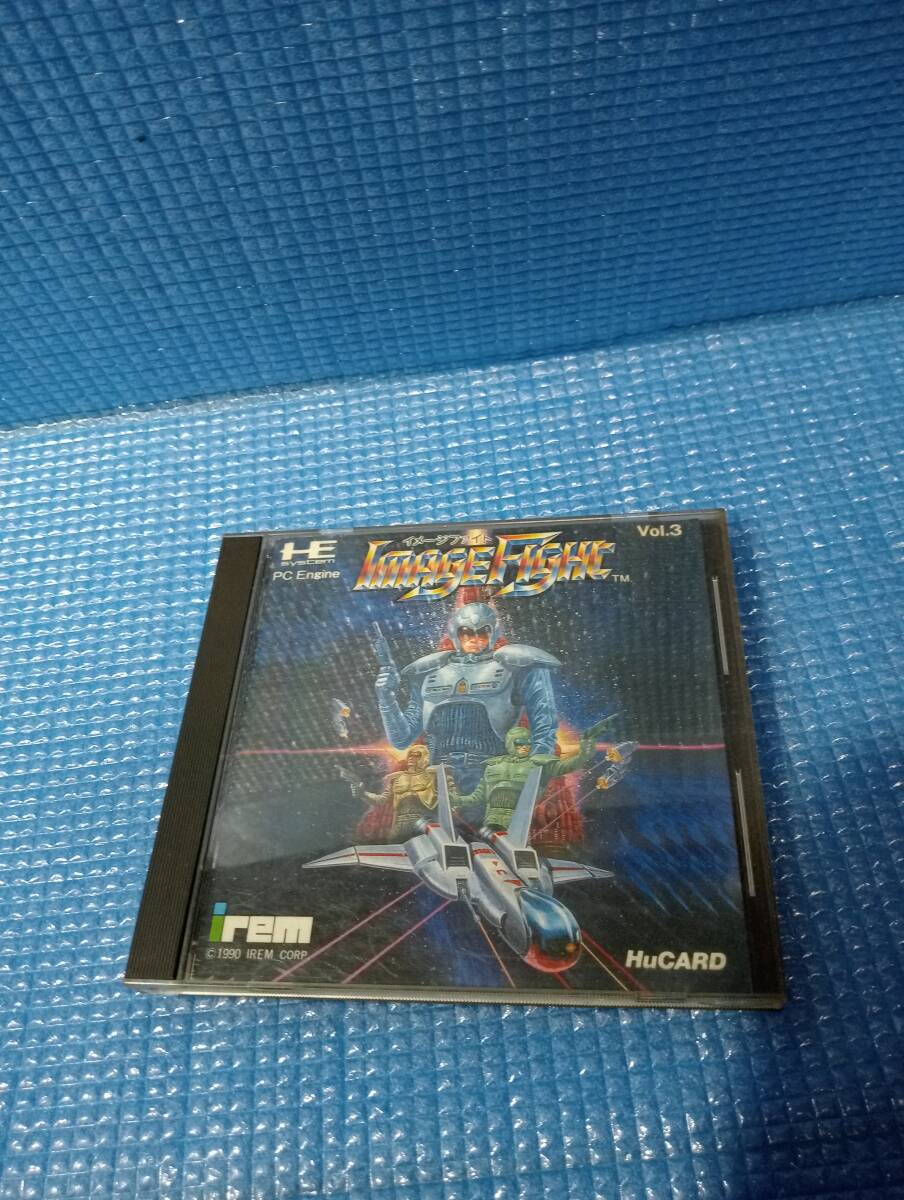 HE
system
PC Engine
イメージファイト
IMAGE FIGHT
TM
Vol.3
irem
© 1990 IREM CORP
HuCARD